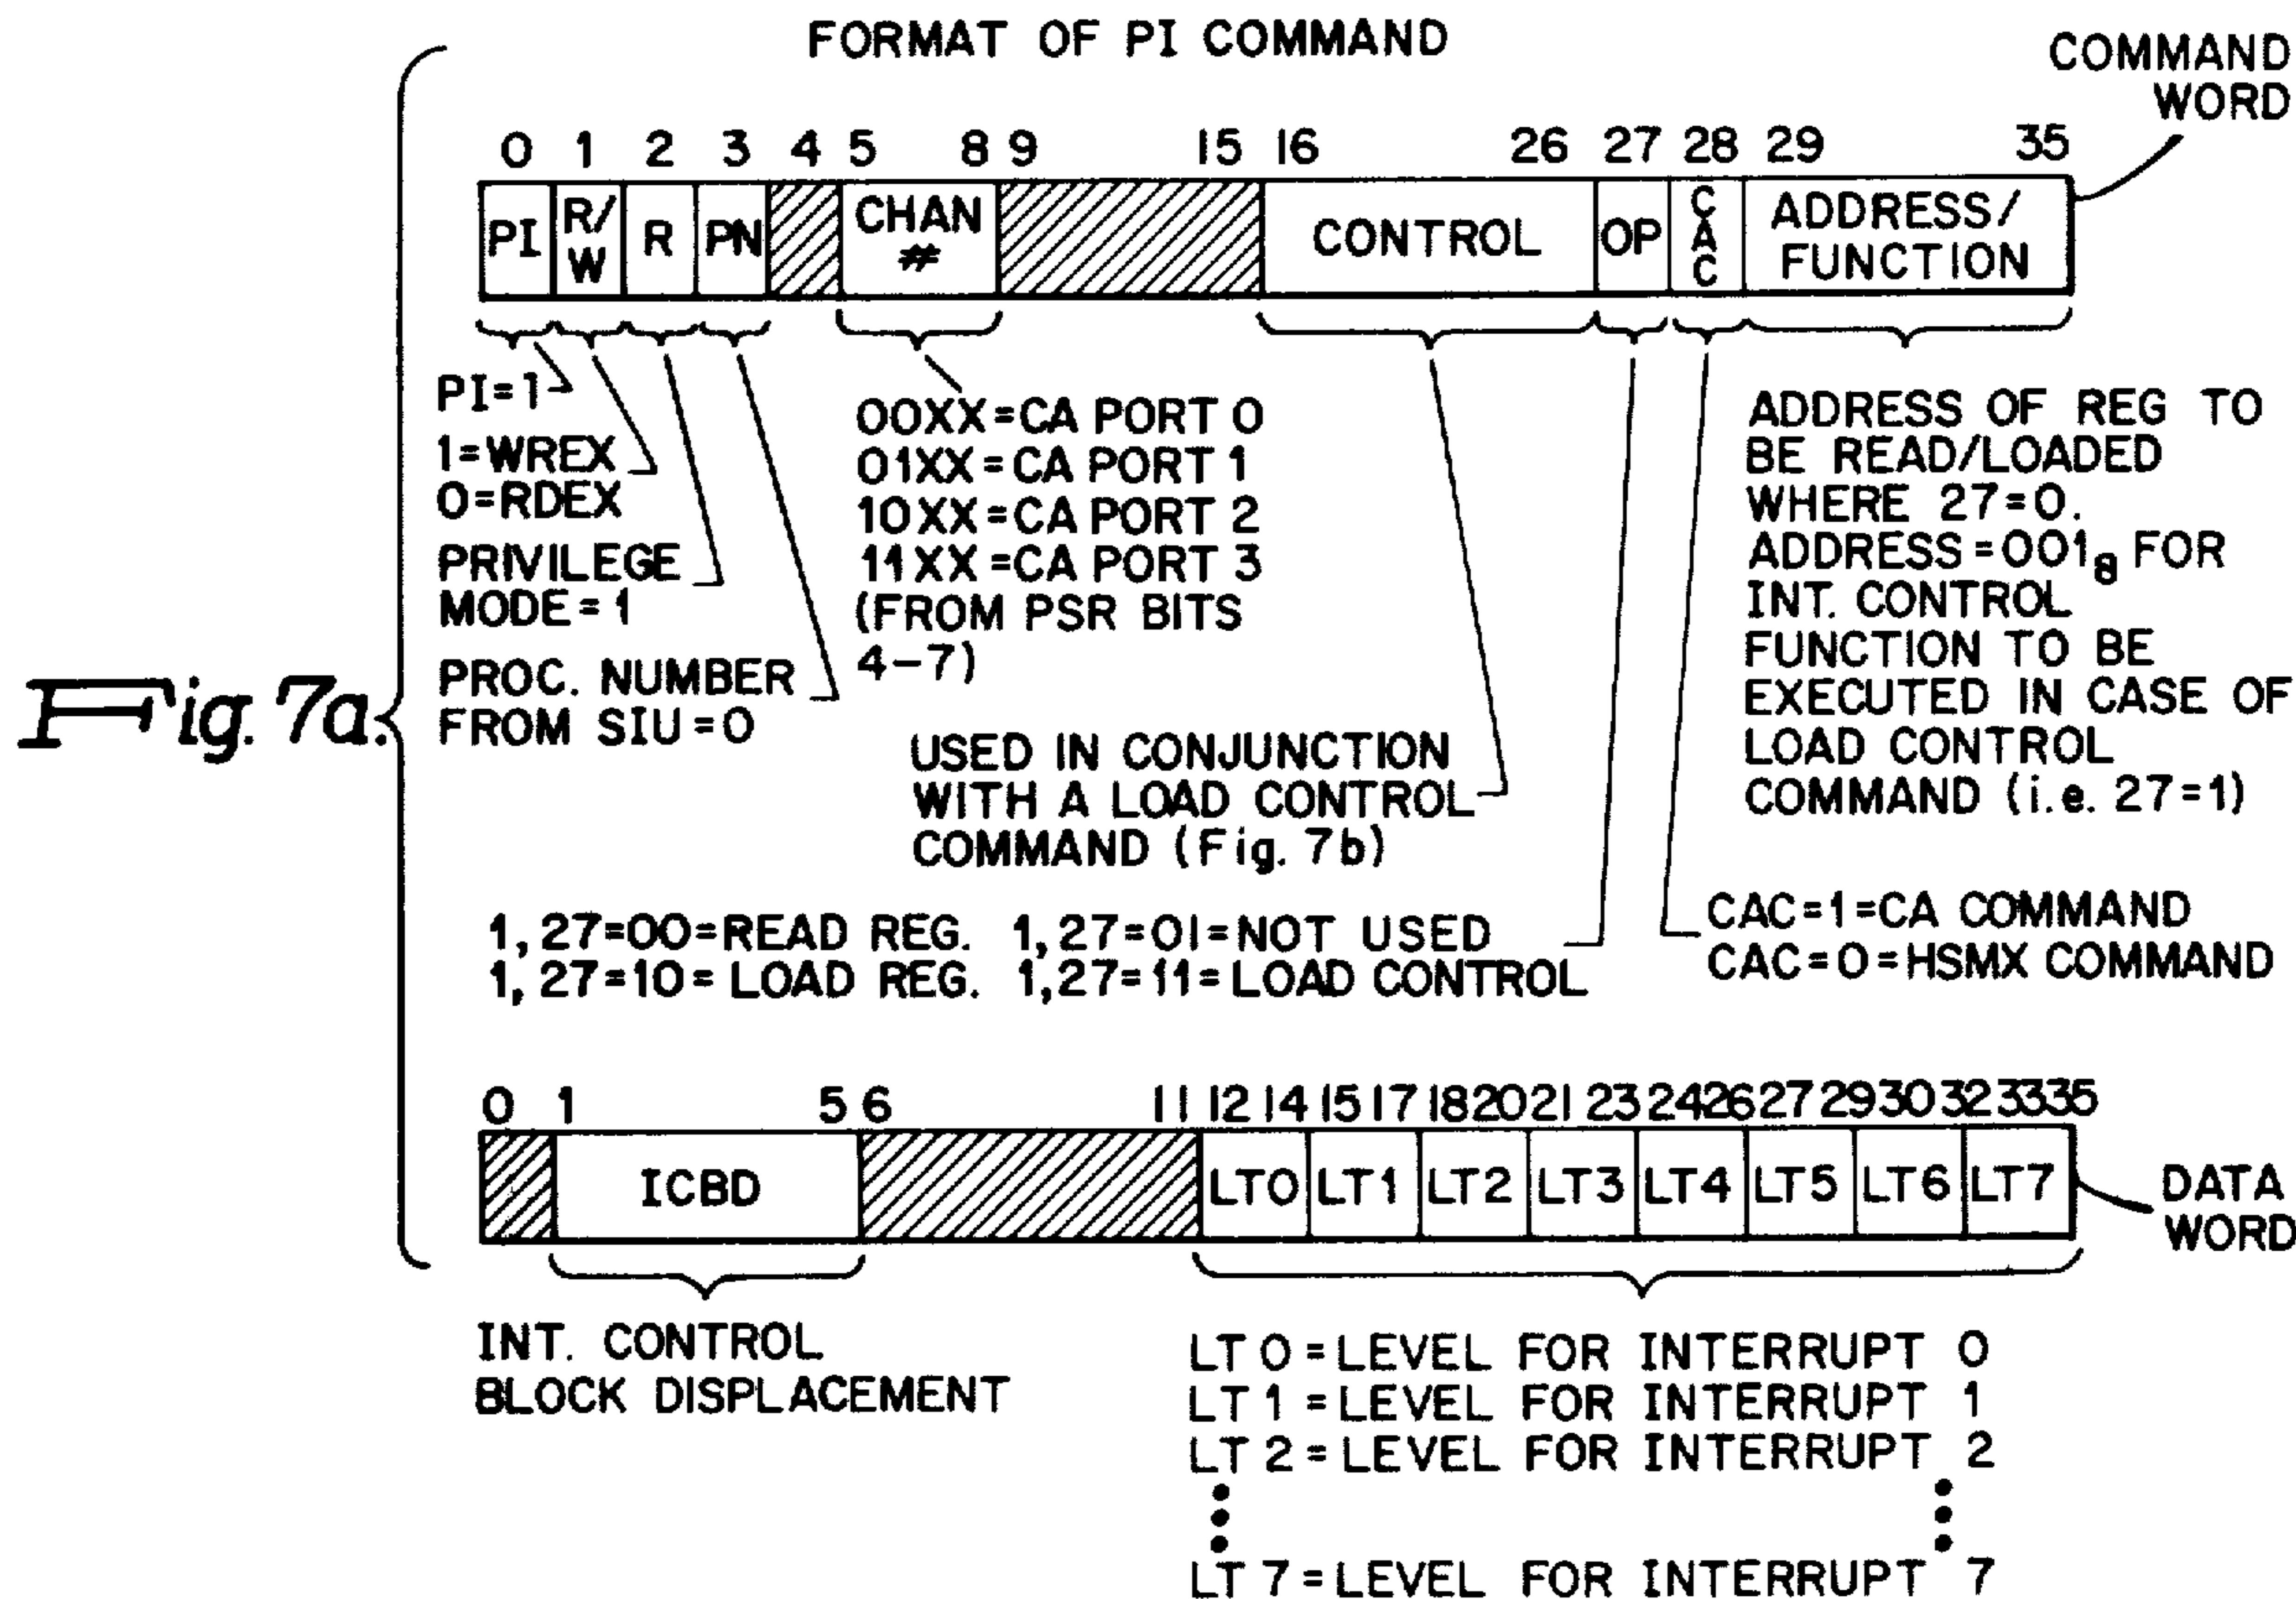 FORMAT OF PI COMMAND
COMMAND
WORD
0 1 2 3 4 5 8 9 15 16 26 27 28 29 35
PI R/W R PN CHAN # CONTROL OP CAC ADDRESS/FUNCTION
PI=1
1=WREX
0=RDEX
PRIVILEGE
MODE=1
PROC. NUMBER
FROM SIU=0
00XX=CA PORT 0
01XX=CA PORT 1
10XX=CA PORT 2
11XX=CA PORT 3
(FROM PSR BITS
4-7)
USED IN CONJUNCTION
WITH A LOAD CONTROL
COMMAND (Fig. 7b)
ADDRESS OF REG TO
BE READ/LOADED
WHERE 27=0.
ADDRESS=001₈ FOR
INT. CONTROL
FUNCTION TO BE
EXECUTED IN CASE OF
LOAD CONTROL
COMMAND (i.e. 27=1)
Fig. 7a.
1,27=00=READ REG. 1,27=01=NOT USED
1,27=10=LOAD REG. 1,27=11=LOAD CONTROL
CAC=1=CA COMMAND
CAC=0=HSMX COMMAND
0 1 5 6 11 12 14 15 17 18 20 21 23 24 26 27 29 30 32 33 35
ICBD LT0 LT1 LT2 LT3 LT4 LT5 LT6 LT7
DATA
WORD
INT. CONTROL
BLOCK DISPLACEMENT
LT 0=LEVEL FOR INTERRUPT 0
LT 1=LEVEL FOR INTERRUPT 1
LT 2=LEVEL FOR INTERRUPT 2
LT 7=LEVEL FOR INTERRUPT 7